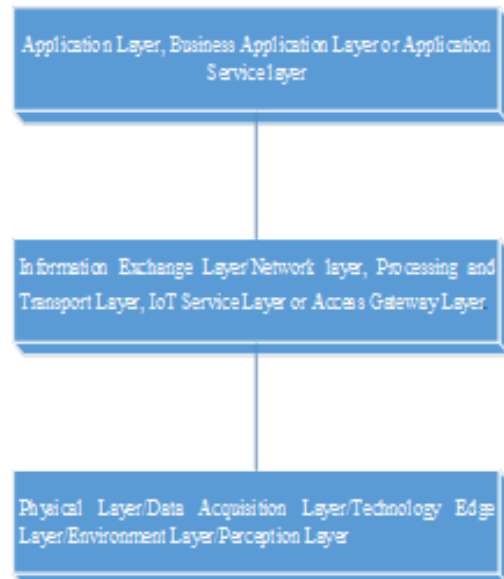 Application Layer, Business Application Layer or Application
Service layer
Information Exchange Layer/Network layer, Processing and
Transport Layer, IoT Service Layer or Access Gateway Layer.
Physical Layer/Data Acquisition Layer/Technology Edge
Layer/Environment Layer/Perception Layer